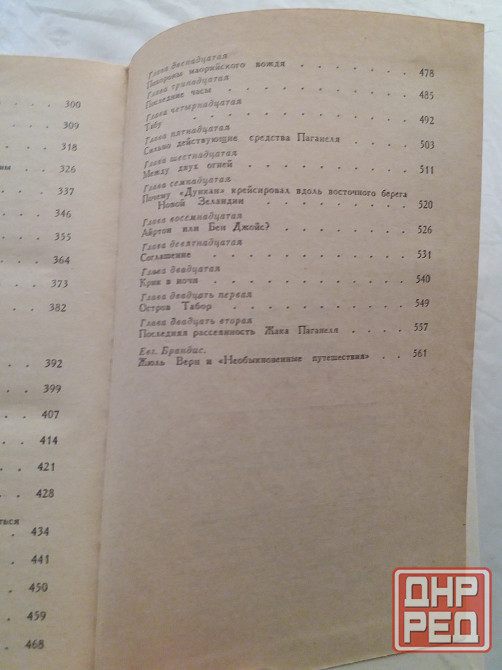 300
309
318
им
326
337
346
355
364
373
382
392
399
407
414
421
428
ться
434
441
450
459
468
Глава двенадцатая
Похороны маорийского вождя . . . . . . 478
Глава тринадцатая
Последние часы . . . . . . . . 485
Глава четырнадцатая
Табу . . . . . . . . . . 492
Глава пятнадцатая
Сильно действующие средства Паганеля . . . . 503
Глава шестнадцатая
Между двух огней . . . . . . . . 511
Глава семнадцатая
Почему «Дункан» крейсировал вдоль восточного берега
Новой Зеландии . . . . . . . . 520
Глава восемнадцатая
Айртон или Бен Джойс? . . . . . . . 526
Глава девятнадцатая
Соглашение . . . . . . . . . 531
Глава двадцатая
Крик в ночи . . . . . . . . . 540
Глава двадцать первая
Остров Табор . . . . . . . . . 549
Глава двадцать вторая
Последняя рассеянность Жака Паганеля . . . . 557
Евг. Брандис.
Жюль Верн и «Необыкновенные путешествия» . . 561
ДНР
РЕД